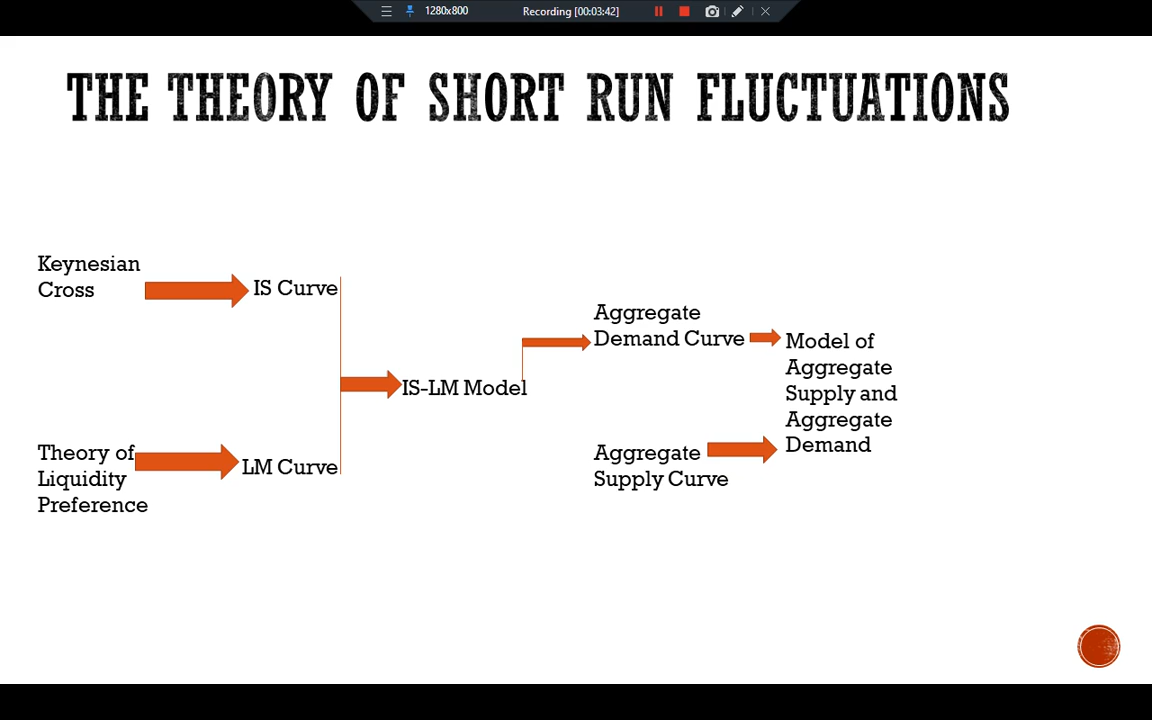 1280x800
Recording [00:03:42]
THE THEORY OF SHORT RUN FLUCTUATIONS
Keynesian
Cross
IS Curve
Theory of
Liquidity
Preference
LM Curve
IS-LM Model
Aggregate
Demand Curve
Aggregate
Supply Curve
Model of
Aggregate
Supply and
Aggregate
Demand